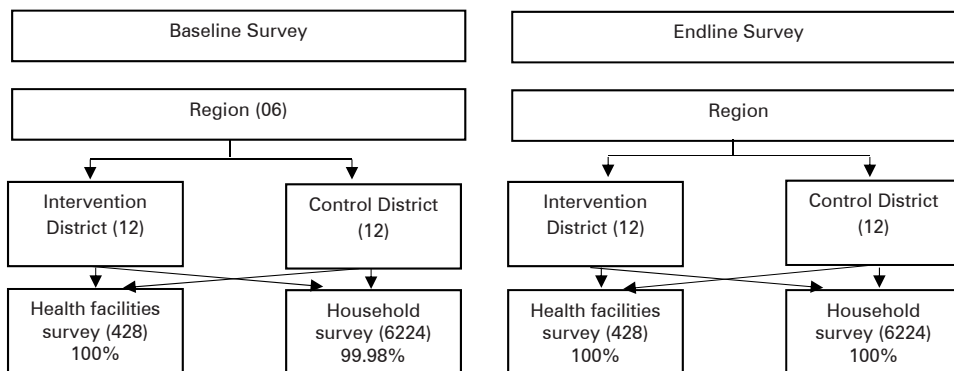 Baseline Survey
Region (06)
Intervention
District (12)
Control District
(12)
Health facilities
survey (428)
100%
Household
survey (6224)
99.98%
Endline Survey
Region
Intervention
District (12)
Control District
(12)
Health facilities
survey (428)
100%
Household
survey (6224)
100%